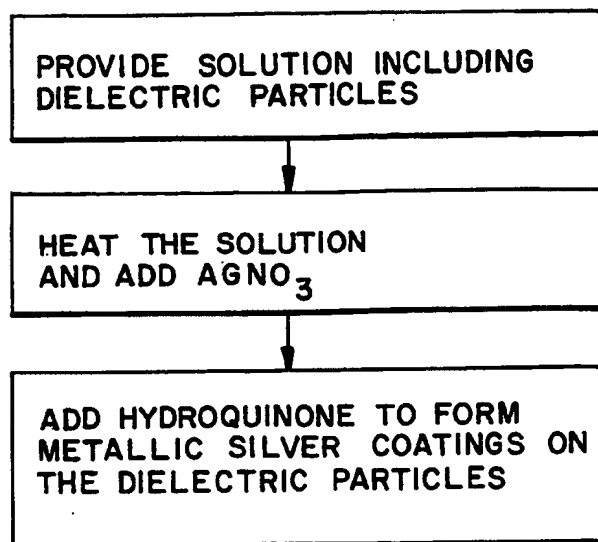 PROVIDE SOLUTION INCLUDING
DIELECTRIC PARTICLES
HEAT THE SOLUTION
AND ADD AGNO3
ADD HYDROQUINONE TO FORM
METALLIC SILVER COATINGS ON
THE DIELECTRIC PARTICLES